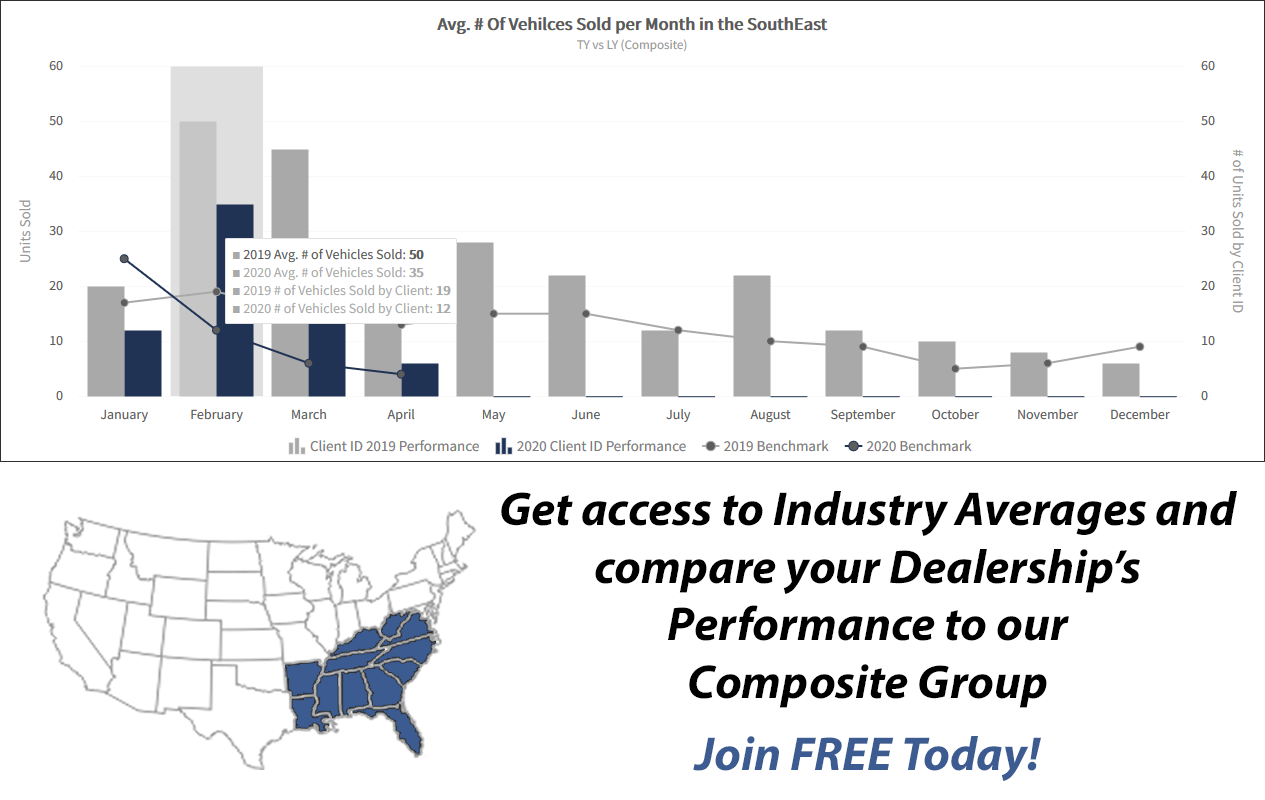 Avg. # Of Vehilces Sold per Month in the SouthEast
TY vs LY (Composite)
Units Sold
60
50
40
30
20
10
0
60
50
40
30
20
10
0
# of Units Sold by Client ID
2019 Avg. # of Vehicles Sold: 50
2020 Avg. # of Vehicles Sold: 35
2019 # of Vehicles Sold by Client: 19
2020 # of Vehicles Sold by Client: 12
January February March April May June July August September October November December
Client ID 2019 Performance 2020 Client ID Performance 2019 Benchmark 2020 Benchmark
Get access to Industry Averages and
compare your Dealership’s
Performance to our
Composite Group
Join FREE Today!